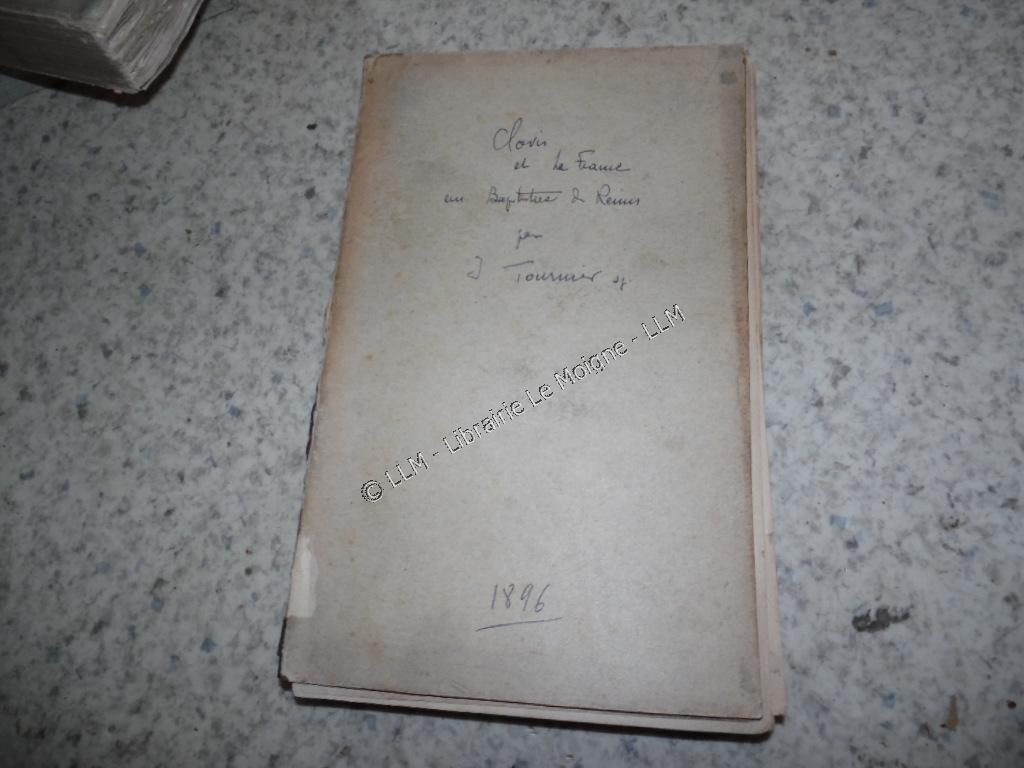 Clovis
et la France
au Baptistère de Reims
par
J Tournier sj.
© LLM - Librairie Le Moigne - LLM
1896